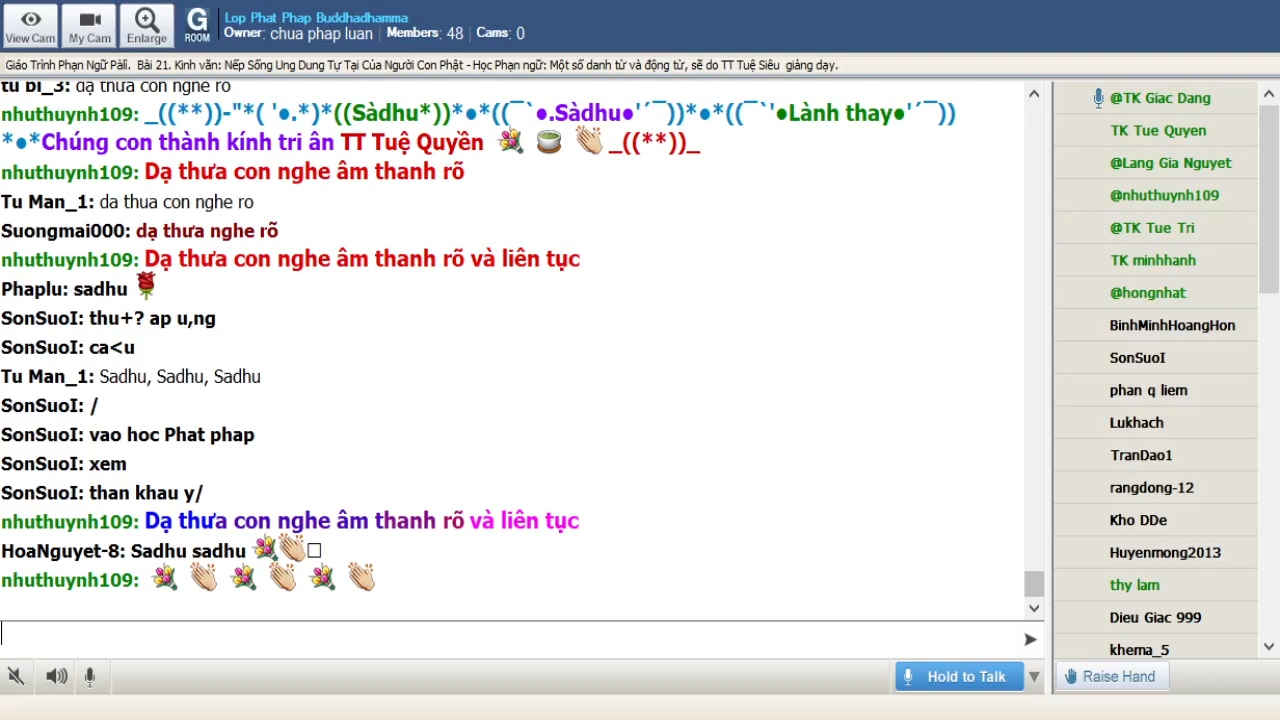 View Cam
My Cam
Enlarge
G
ROOM
Lop Phat Phap Buddhadhamma
Owner: chua phap luan Members: 48 Cams: 0
Giáo Trình Phạn Ngữ Pàli. Bài 21. Kinh văn: Nếp Sống Ung Dung Tự Tại Của Người Con Phật - Học Phạn ngữ: Một số danh từ và động từ, sẽ do TT Tuệ Siêu giảng dạy.
tu bi_3: dạ thưa con nghe ro
nhuthuynh109: _((**))-"*( '●.*)*((Sàdhu*))*●*((¯`●.Sàdhu●'´¯))*●*((¯`'●Lành thay●'´¯))
*●*Chúng con thành kính tri ân TT Tuệ Quyền _((**))_
nhuthuynh109: Dạ thưa con nghe âm thanh rõ
Tu Man_1: da thua con nghe ro
Suongmai000: dạ thưa nghe rõ
nhuthuynh109: Dạ thưa con nghe âm thanh rõ và liên tục
Phaplu: sadhu
SonSuoI: thu+? ap u,ng
SonSuoI: ca<u
Tu Man_1: Sadhu, Sadhu, Sadhu
SonSuoI: /
SonSuoI: vao hoc Phat phap
SonSuoI: xem
SonSuoI: than khau y/
nhuthuynh109: Dạ thưa con nghe âm thanh rõ và liên tục
HoaNguyet-8: Sadhu sadhu
nhuthuynh109:
@TK Giac Dang
TK Tue Quyen
@Lang Gia Nguyet
@nhuthuynh109
@TK Tue Tri
TK minhhanh
@hongnhat
BinhMinhHoangHon
SonSuoI
phan q liem
Lukhach
TranDao1
rangdong-12
Kho DDe
Huyenmong2013
thy lam
Dieu Giac 999
khema_5
Hold to Talk
Raise Hand